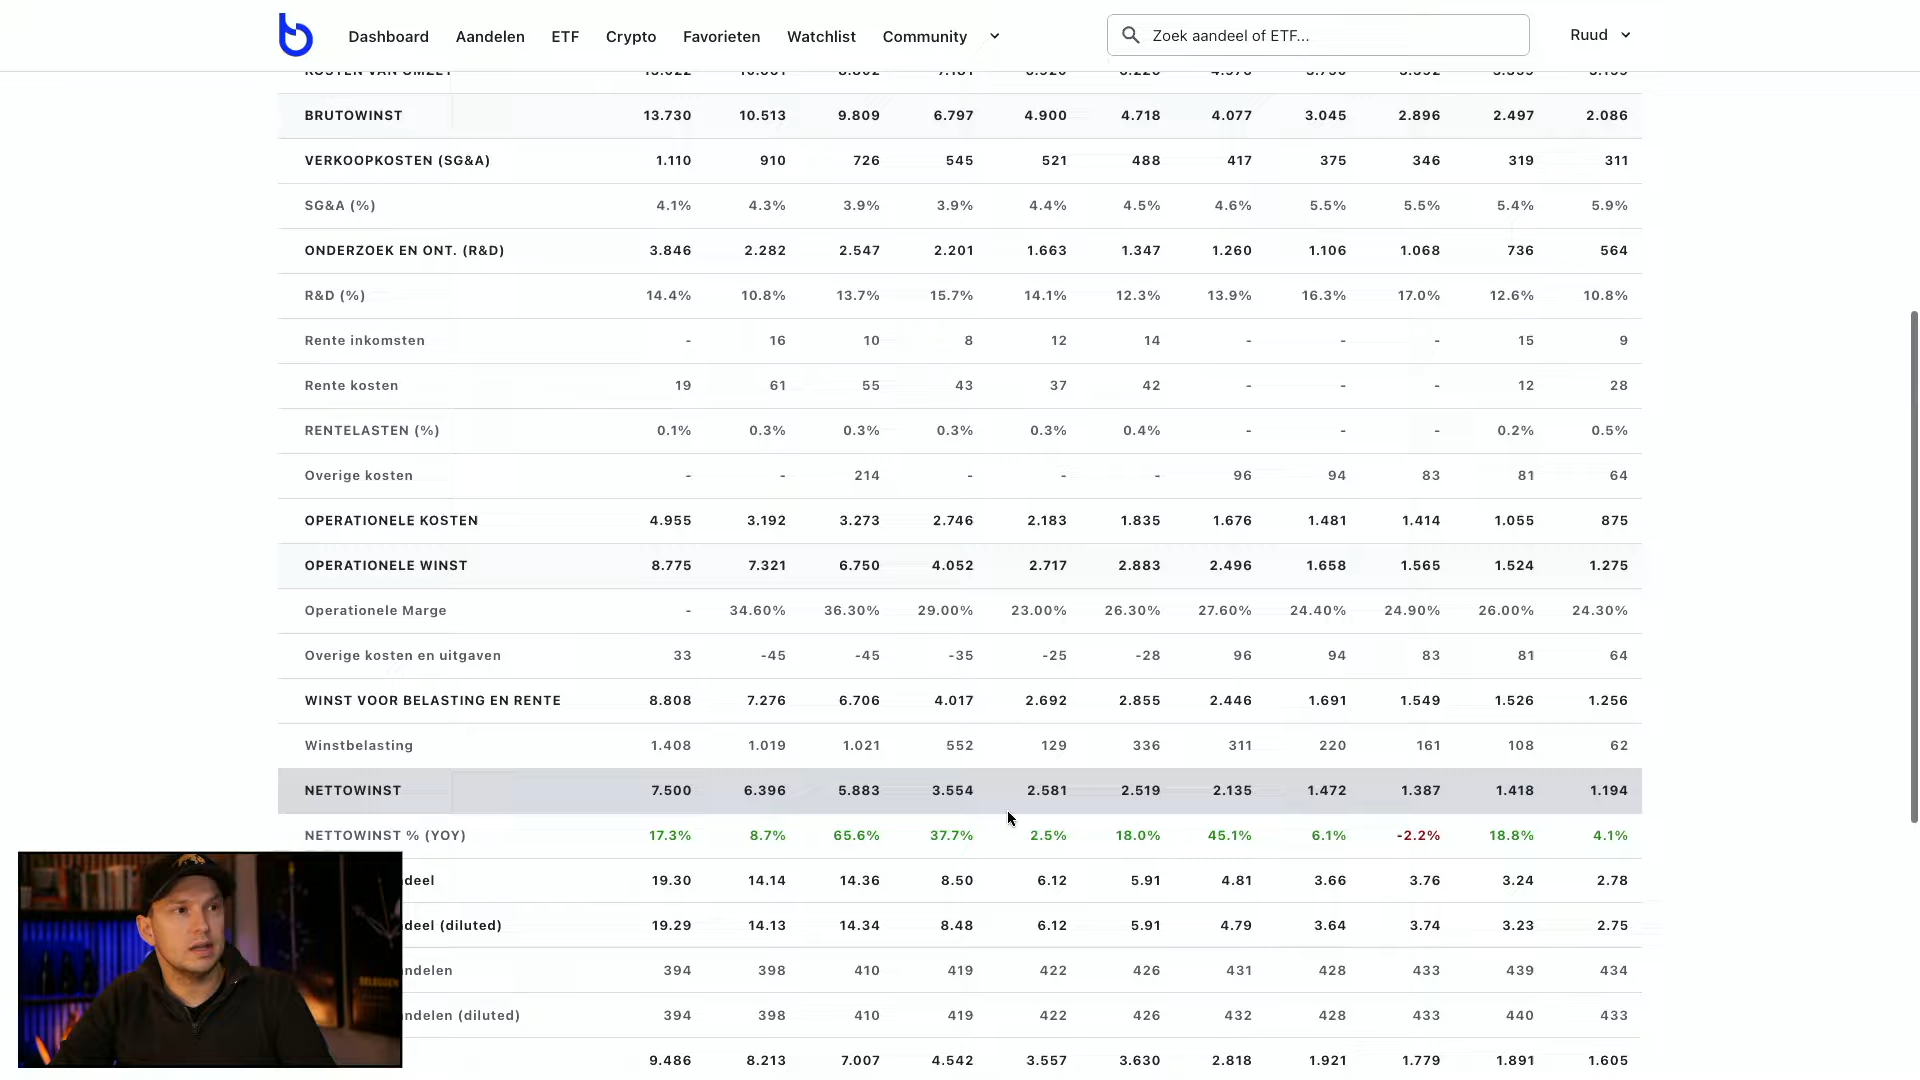 Dashboard Aandelen ETF Crypto Favorieten Watchlist Community Zoek aandeel of ETF... Ruud
BRUTOWINST 13.730 10.513 9.809 6.797 4.900 4.718 4.077 3.045 2.896 2.497 2.086
VERKOOPKOSTEN (SG&A) 1.110 910 726 545 521 488 417 375 346 319 311
SG&A (%) 4.1% 4.3% 3.9% 3.9% 4.4% 4.5% 4.6% 5.5% 5.5% 5.4% 5.9%
ONDERZOEK EN ONT. (R&D) 3.846 2.282 2.547 2.201 1.663 1.347 1.260 1.106 1.068 736 564
R&D (%) 14.4% 10.8% 13.7% 15.7% 14.1% 12.3% 13.9% 16.3% 17.0% 12.6% 10.8%
Rente inkomsten - 16 10 8 12 14 - - - 15 9
Rente kosten 19 61 55 43 37 42 - - - 12 28
RENTELASTEN (%) 0.1% 0.3% 0.3% 0.3% 0.3% 0.4% - - - 0.2% 0.5%
Overige kosten - - 214 - - - 96 94 83 81 64
OPERATIONELE KOSTEN 4.955 3.192 3.273 2.746 2.183 1.835 1.676 1.481 1.414 1.055 875
OPERATIONELE WINST 8.775 7.321 6.750 4.052 2.717 2.883 2.496 1.658 1.565 1.524 1.275
Operationele Marge - 34.60% 36.30% 29.00% 23.00% 26.30% 27.60% 24.40% 24.90% 26.00% 24.30%
Overige kosten en uitgaven 33 -45 -45 -35 -25 -28 96 94 83 81 64
WINST VOOR BELASTING EN RENTE 8.808 7.276 6.706 4.017 2.692 2.855 2.446 1.691 1.549 1.526 1.256
Winstbelasting 1.408 1.019 1.021 552 129 336 311 220 161 108 62
NETTOWINST 7.500 6.396 5.883 3.554 2.581 2.519 2.135 1.472 1.387 1.418 1.194
NETTOWINST % (YOY) 17.3% 8.7% 65.6% 37.7% 2.5% 18.0% 45.1% 6.1% -2.2% 18.8% 4.1%
deel 19.30 14.14 14.36 8.50 6.12 5.91 4.81 3.66 3.76 3.24 2.78
deel (diluted) 19.29 14.13 14.34 8.48 6.12 5.91 4.79 3.64 3.74 3.23 2.75
ndelen 394 398 410 419 422 426 431 428 433 439 434
ndelen (diluted) 394 398 410 419 422 426 432 428 433 440 433
9.486 8.213 7.007 4.542 3.557 3.630 2.818 1.921 1.779 1.891 1.605